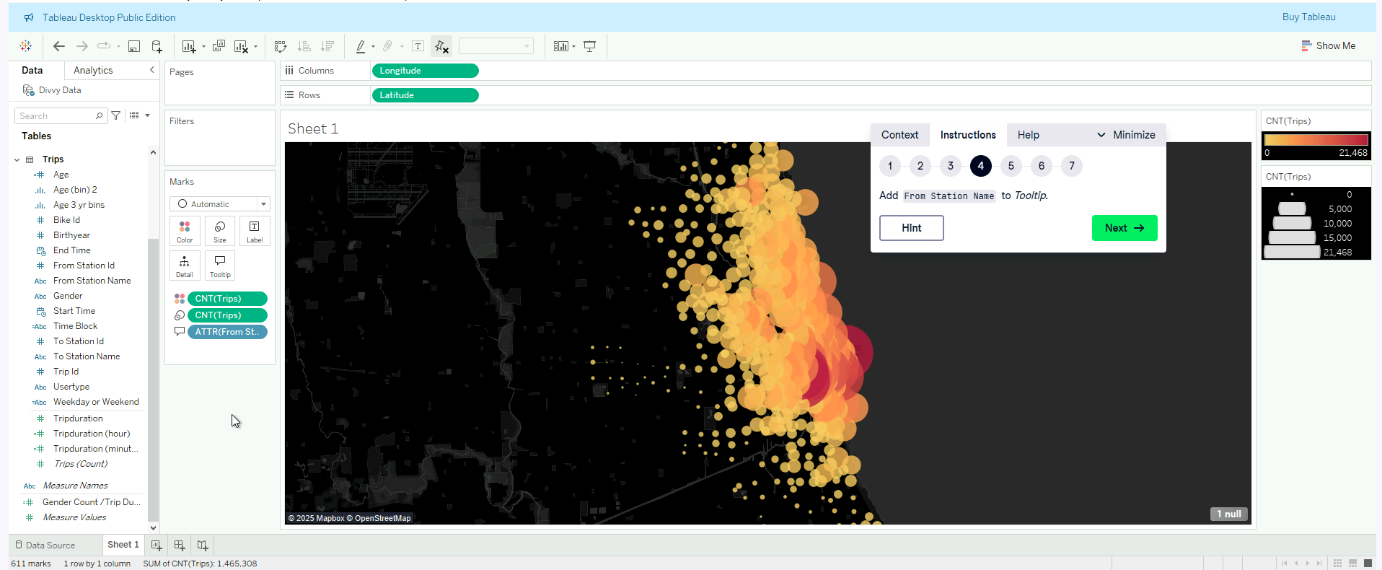 Tableau Desktop Public Edition
Buy Tableau
Show Me
Data
Analytics
Divvy Data
Search
Tables
Trips
Age
Age (bin) 2
Age 3 yr bins
Bike Id
Birthyear
End Time
From Station Id
From Station Name
Gender
Start Time
Time Block
To Station Id
To Station Name
Trip Id
Usertype
Weekday or Weekend
Tripduration
Tripduration (hour)
Tripduration (minut...
Trips (Count)
Measure Names
Gender Count /Trip Du...
Measure Values
Pages
Filters
Marks
Automatic
Color
Size
Label
Detail
Tooltip
CNT(Trips)
CNT(Trips)
ATTR(From St..
Columns
Longitude
Rows
Latitude
Sheet 1
Context
Instructions
Help
Minimize
1 2 3 4 5 6 7
Add From Station Name to Tooltip.
Hint
Next →
© 2025 Mapbox © OpenStreetMap
1 null
CNT(Trips)
0 21,468
CNT(Trips)
0
5,000
10,000
15,000
21,468
Data Source
Sheet 1
611 marks 1 row by 1 column SUM of CNT(Trips): 1,465,308